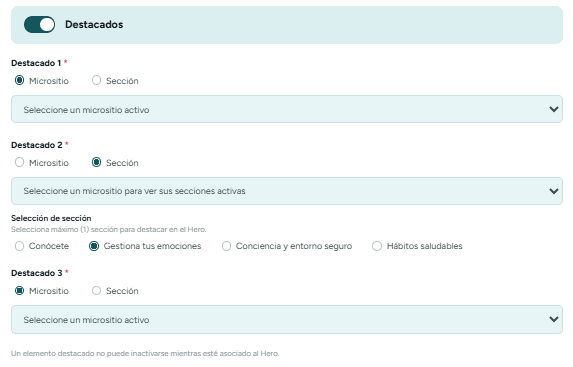 Destacados
Destacado 1 *
Micrositio Sección
Seleccione un micrositio activo
Destacado 2 *
Micrositio Sección
Seleccione un micrositio para ver sus secciones activas
Selección de sección
Selecciona máximo (1) sección para destacar en el Hero.
Conócete Gestiona tus emociones Conciencia y entorno seguro Hábitos saludables
Destacado 3 *
Micrositio Sección
Seleccione un micrositio activo
Un elemento destacado no puede inactivarse mientras esté asociado al Hero.